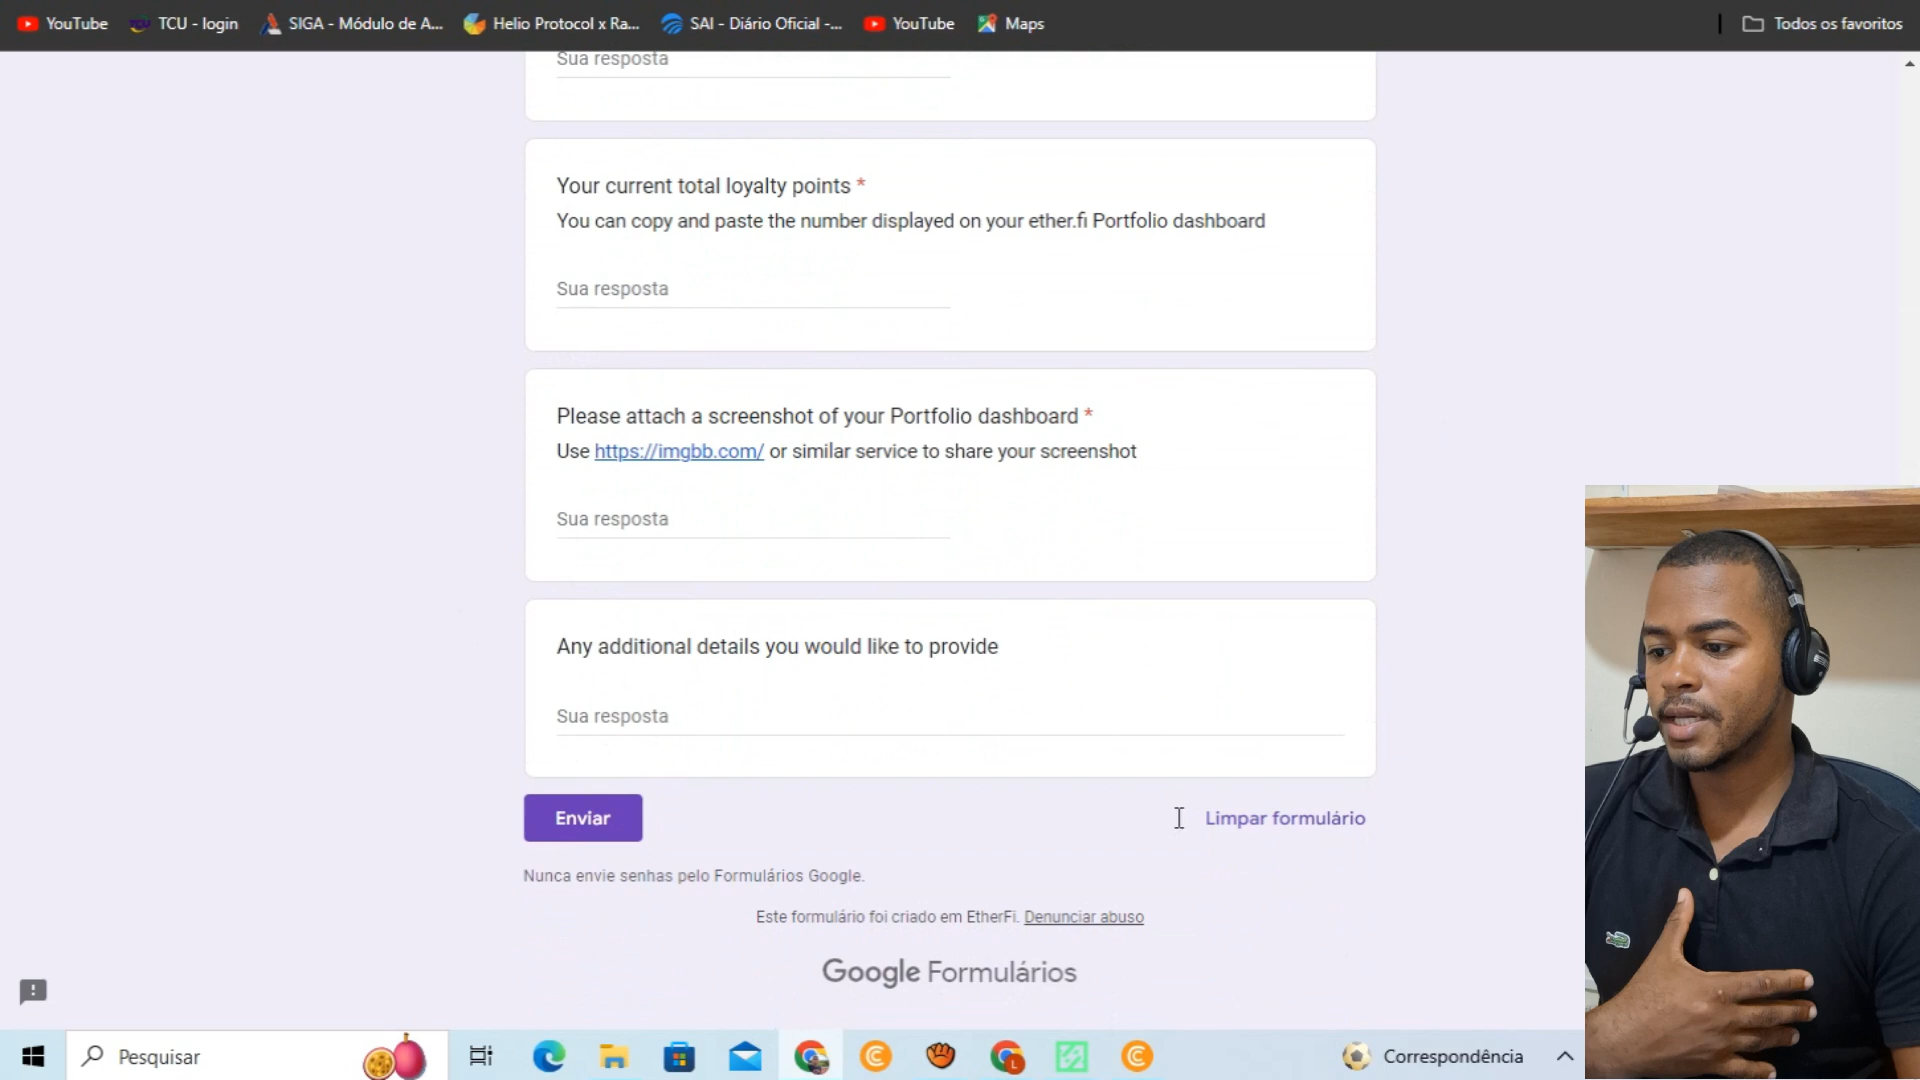 YouTube
TCU - login
SIGA - Módulo de A...
Helio Protocol x Ra...
SAI - Diário Oficial -...
YouTube
Maps
Todos os favoritos
Sua resposta
Your current total loyalty points *
You can copy and paste the number displayed on your ether.fi Portfolio dashboard
Sua resposta
Please attach a screenshot of your Portfolio dashboard *
Use https://imgbb.com/ or similar service to share your screenshot
Sua resposta
Any additional details you would like to provide
Sua resposta
Enviar
Limpar formulário
Nunca envie senhas pelo Formulários Google.
Este formulário foi criado em EtherFi. Denunciar abuso
Google Formulários
Pesquisar
Correspondência